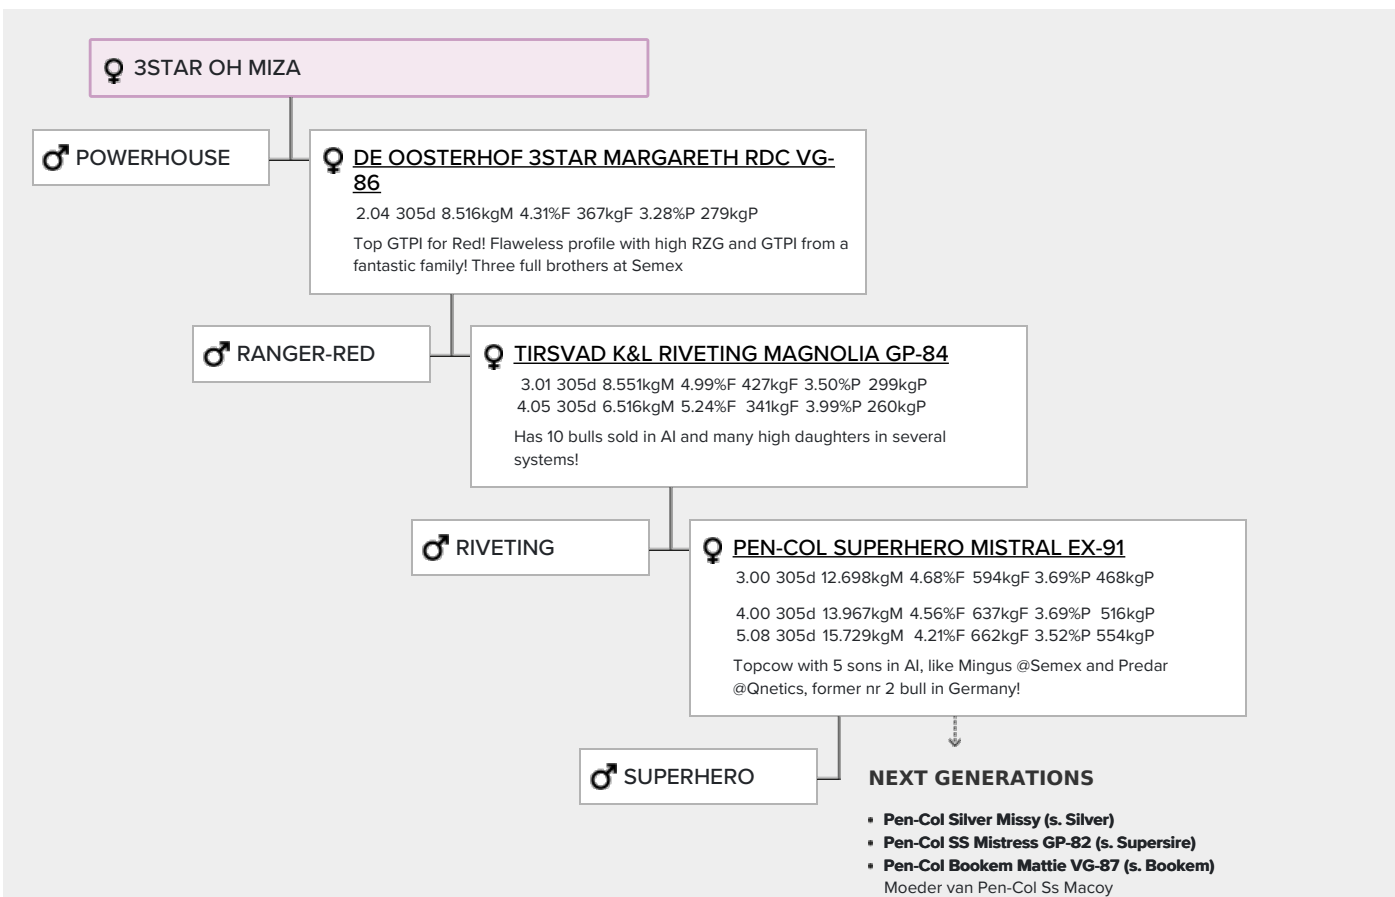 3STAR OH MIZA
POWERHOUSE
DE OOSTERHOF 3STAR MARGARETH RDC VG-
86
2.04 305d 8.516kgM 4.31%F 367kgF 3.28%P 279kgP
Top GTPI for Red! Flaweless profile with high RZG and GTPI from a
fantastic family! Three full brothers at Semex
RANGER-RED
TIRSVAD K&L RIVETING MAGNOLIA GP-84
3.01 305d 8.551kgM 4.99%F 427kgF 3.50%P 299kgP
4.05 305d 6.516kgM 5.24%F 341kgF 3.99%P 260kgP
Has 10 bulls sold in AI and many high daughters in several
systems!
RIVETING
PEN-COL SUPERHERO MISTRAL EX-91
3.00 305d 12.698kgM 4.68%F 594kgF 3.69%P 468kgP
4.00 305d 13.967kgM 4.56%F 637kgF 3.69%P 516kgP
5.08 305d 15.729kgM 4.21%F 662kgF 3.52%P 554kgP
Topcow with 5 sons in AI, like Mingus @Semex and Predar
@Qnetics, former nr 2 bull in Germany!
SUPERHERO
NEXT GENERATIONS
• Pen-Col Silver Missy (s. Silver)
• Pen-Col SS Mistress GP-82 (s. Supersire)
• Pen-Col Bookem Mattie VG-87 (s. Bookem)
Moeder van Pen-Col Ss Macoy